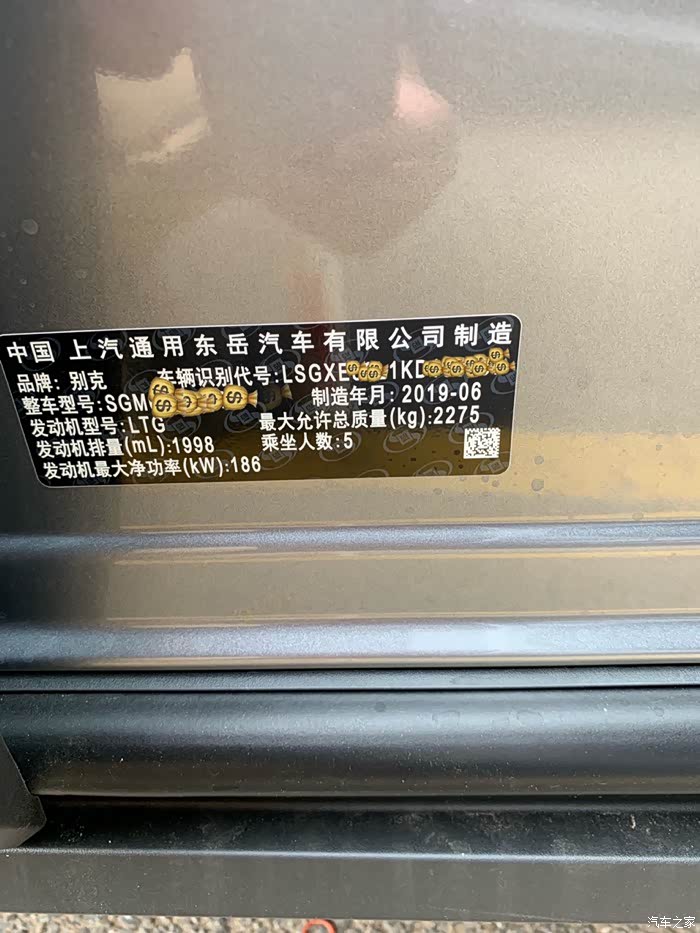 中国 上汽通用东岳汽车有限公司制造
品牌: 别克 车辆识别代号:LSGXE 1K
整车型号:SGM 制造年月: 2019-06
发动机型号:LTG 最大允许总质量(kg):2275
发动机排量(mL):1998 乘坐人数:5
发动机最大净功率(kW):186
汽车之家